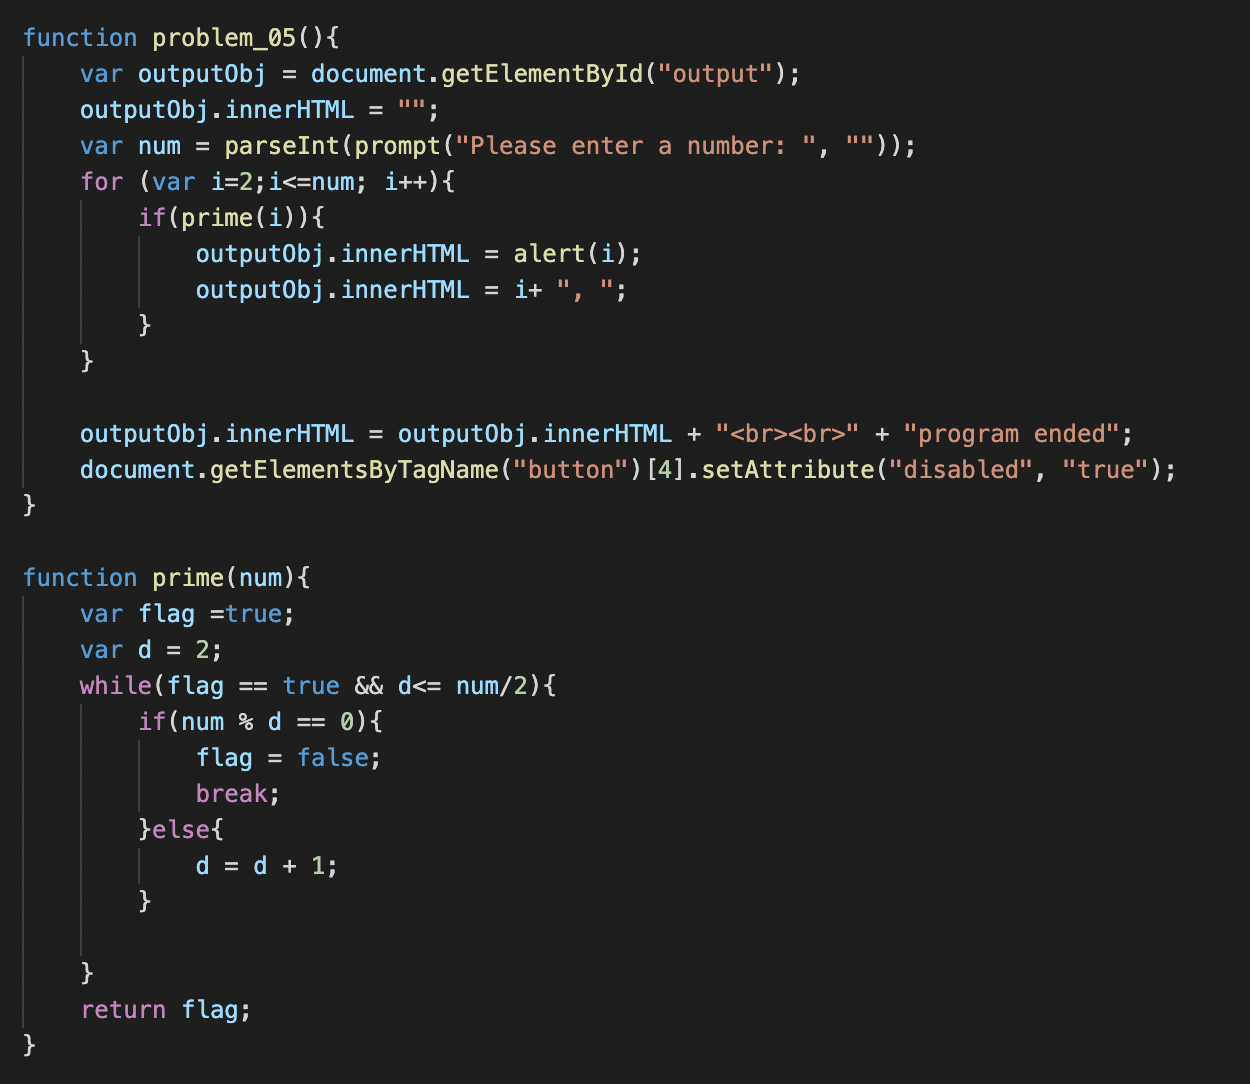 function problem_05(){
    var outputObj = document.getElementById("output");
    outputObj.innerHTML = "";
    var num = parseInt(prompt("Please enter a number: ", ""));
    for (var i=2;i<=num; i++){
        if(prime(i)){
            outputObj.innerHTML = alert(i);
            outputObj.innerHTML = i+ ", ";
        }
    }

    outputObj.innerHTML = outputObj.innerHTML + "<br><br>" + "program ended";
    document.getElementsByTagName("button")[4].setAttribute("disabled", "true");
}

function prime(num){
    var flag =true;
    var d = 2;
    while(flag == true && d<= num/2){
        if(num % d == 0){
            flag = false;
            break;
        }else{
            d = d + 1;
        }

    }
    return flag;
}